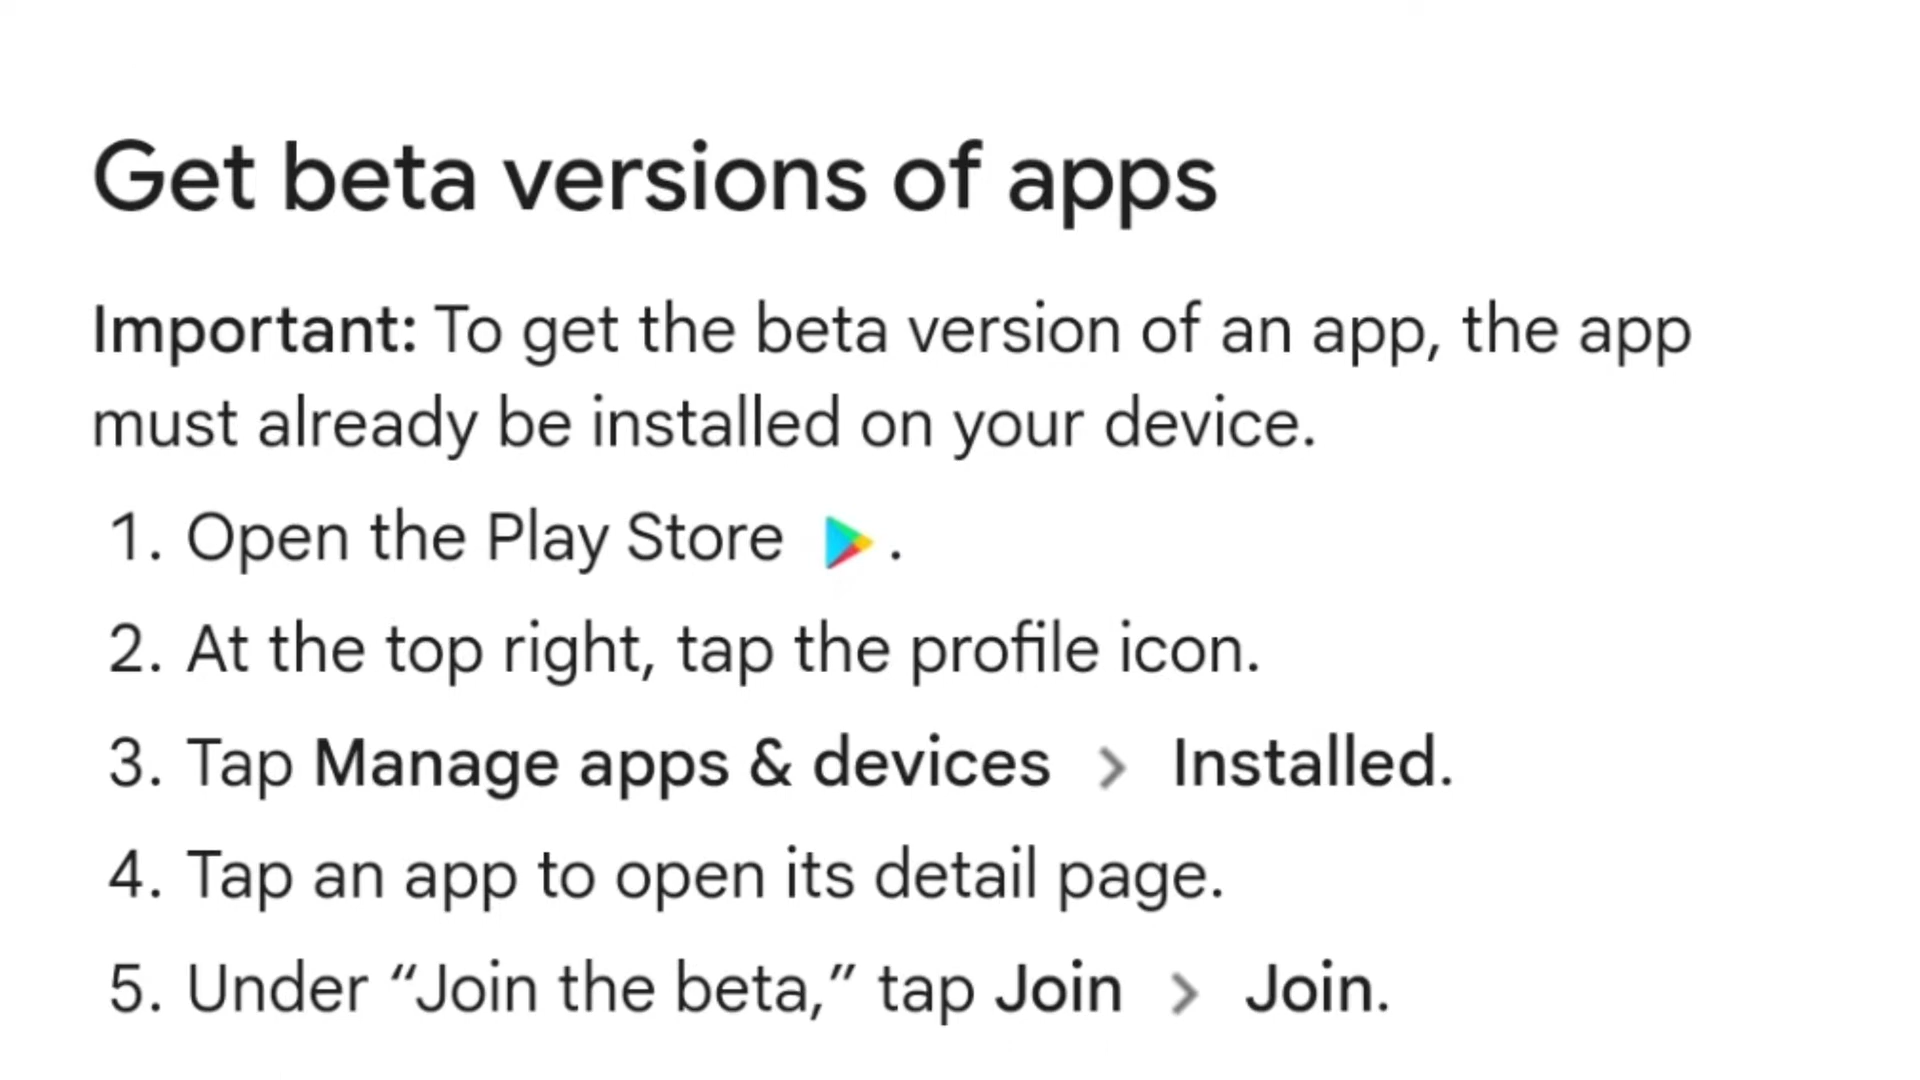 Get beta versions of apps
Important: To get the beta version of an app, the app
must already be installed on your device.
1. Open the Play Store .
2. At the top right, tap the profile icon.
3. Tap Manage apps & devices > Installed.
4. Tap an app to open its detail page.
5. Under “Join the beta,” tap Join > Join.